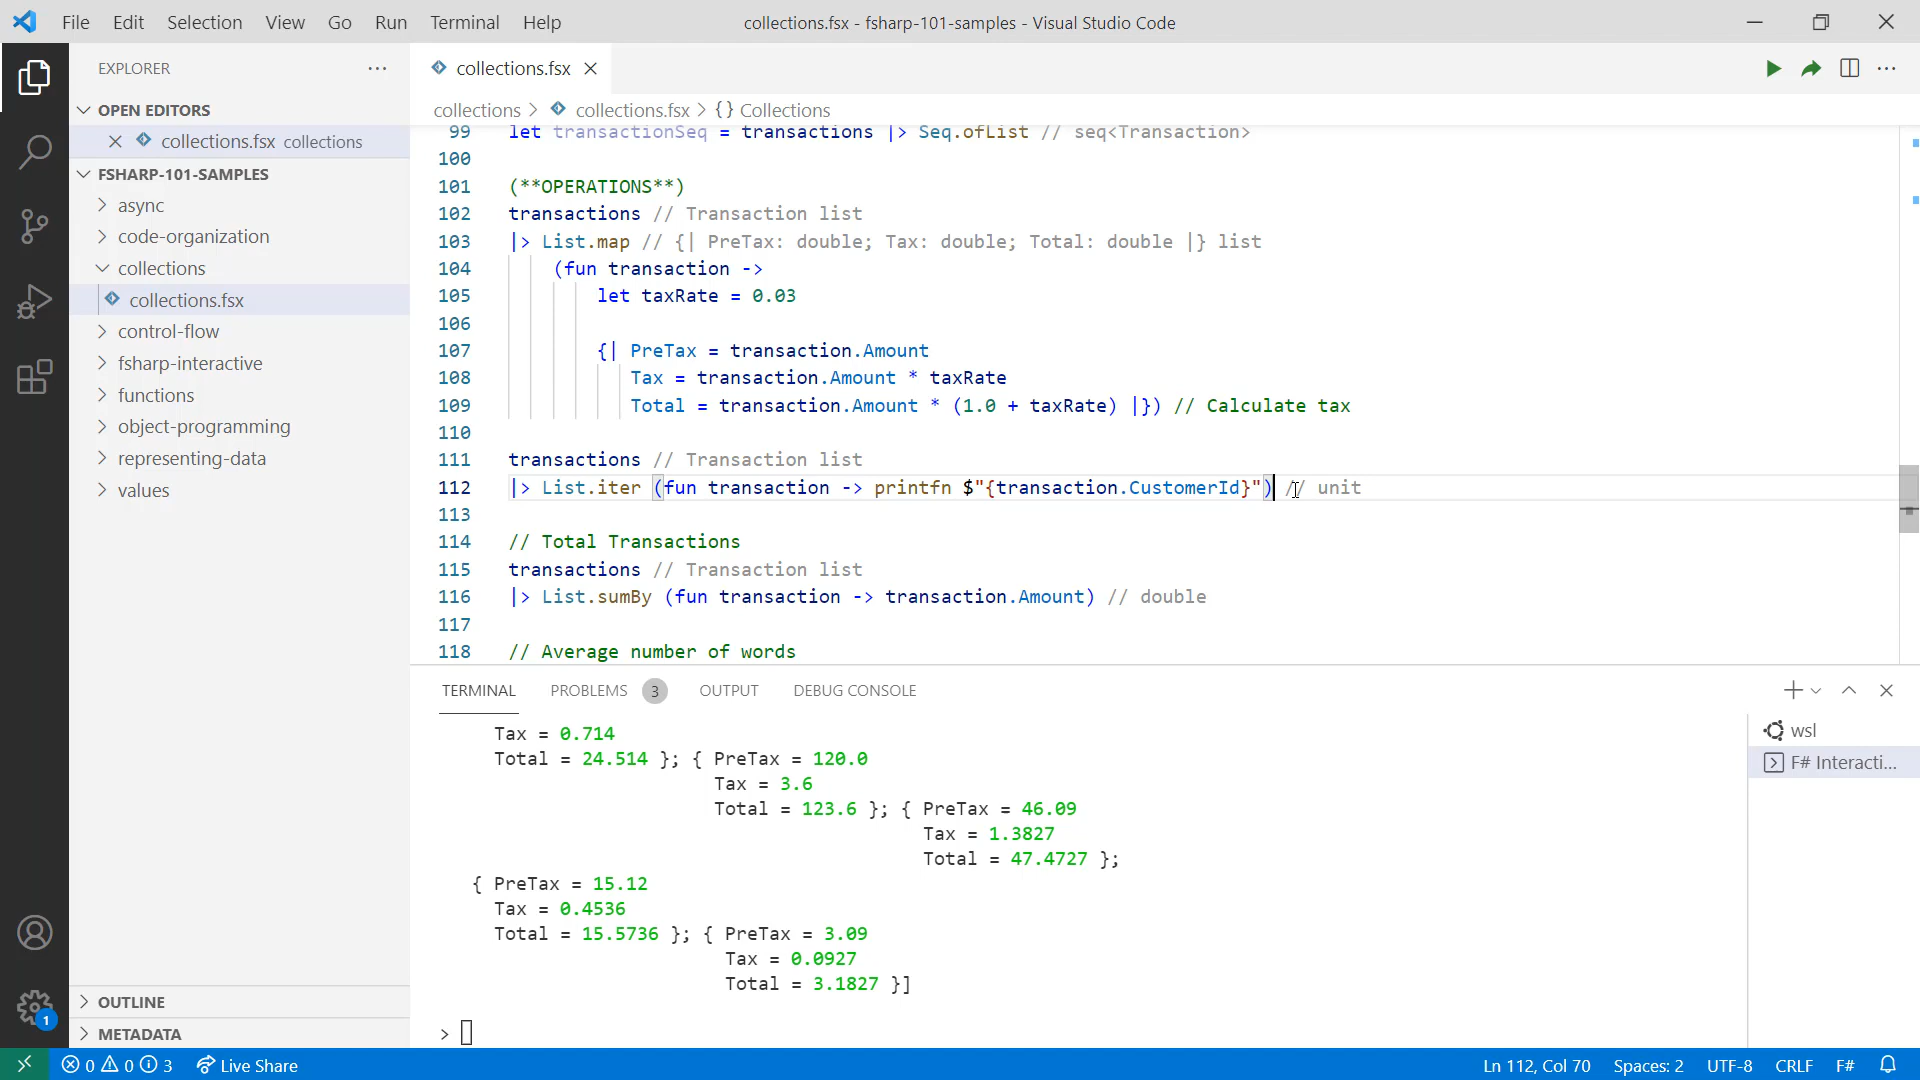 File Edit Selection View Go Run Terminal Help
collections.fsx - fsharp-101-samples - Visual Studio Code
EXPLORER
OPEN EDITORS
collections.fsx collections
FSHARP-101-SAMPLES
async
code-organization
collections
collections.fsx
control-flow
fsharp-interactive
functions
object-programming
representing-data
values
OUTLINE
METADATA
1
collections.fsx
collections > collections.fsx > {} Collections
99 let transactionSeq = transactions |> Seq.ofList // seq<Transaction>
100
101 (**OPERATIONS**)
102 transactions // Transaction list
103 |> List.map // {| PreTax: double; Tax: double; Total: double |} list
104 (fun transaction ->
105 let taxRate = 0.03
106
107 {| PreTax = transaction.Amount
108 Tax = transaction.Amount * taxRate
109 Total = transaction.Amount * (1.0 + taxRate) |}) // Calculate tax
110
111 transactions // Transaction list
112 |> List.iter (fun transaction -> printfn $"{transaction.CustomerId}") // unit
113
114 // Total Transactions
115 transactions // Transaction list
116 |> List.sumBy (fun transaction -> transaction.Amount) // double
117
118 // Average number of words
TERMINAL PROBLEMS 3 OUTPUT DEBUG CONSOLE
Tax = 0.714
Total = 24.514 }; { PreTax = 120.0
Tax = 3.6
Total = 123.6 }; { PreTax = 46.09
Tax = 1.3827
Total = 47.4727 };
{ PreTax = 15.12
Tax = 0.4536
Total = 15.5736 }; { PreTax = 3.09
Tax = 0.0927
Total = 3.1827 }]
>
wsl
F# Interacti...
0 0 3 Live Share
Ln 112, Col 70 Spaces: 2 UTF-8 CRLF F#